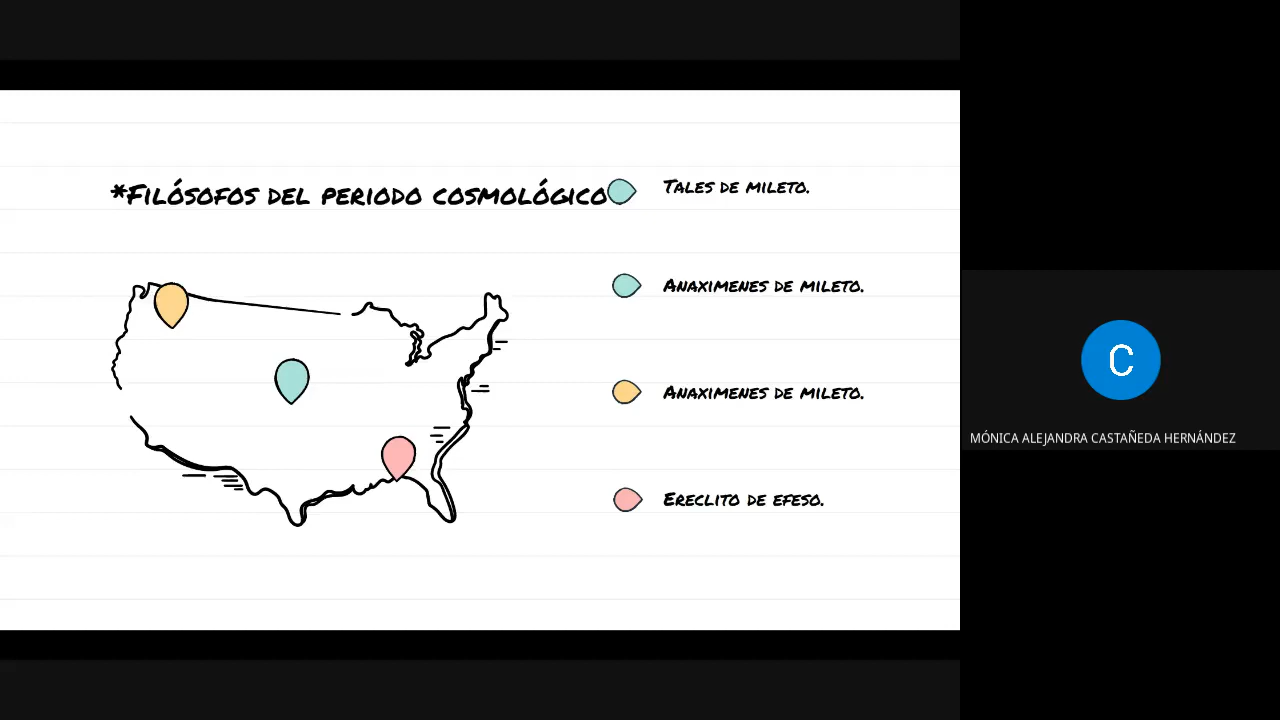 *Filósofos del periodo cosmológico
Tales de mileto.
Anaximenes de mileto.
Anaximenes de mileto.
Ereclito de efeso.
C
MÓNICA ALEJANDRA CASTAÑEDA HERNÁNDEZ